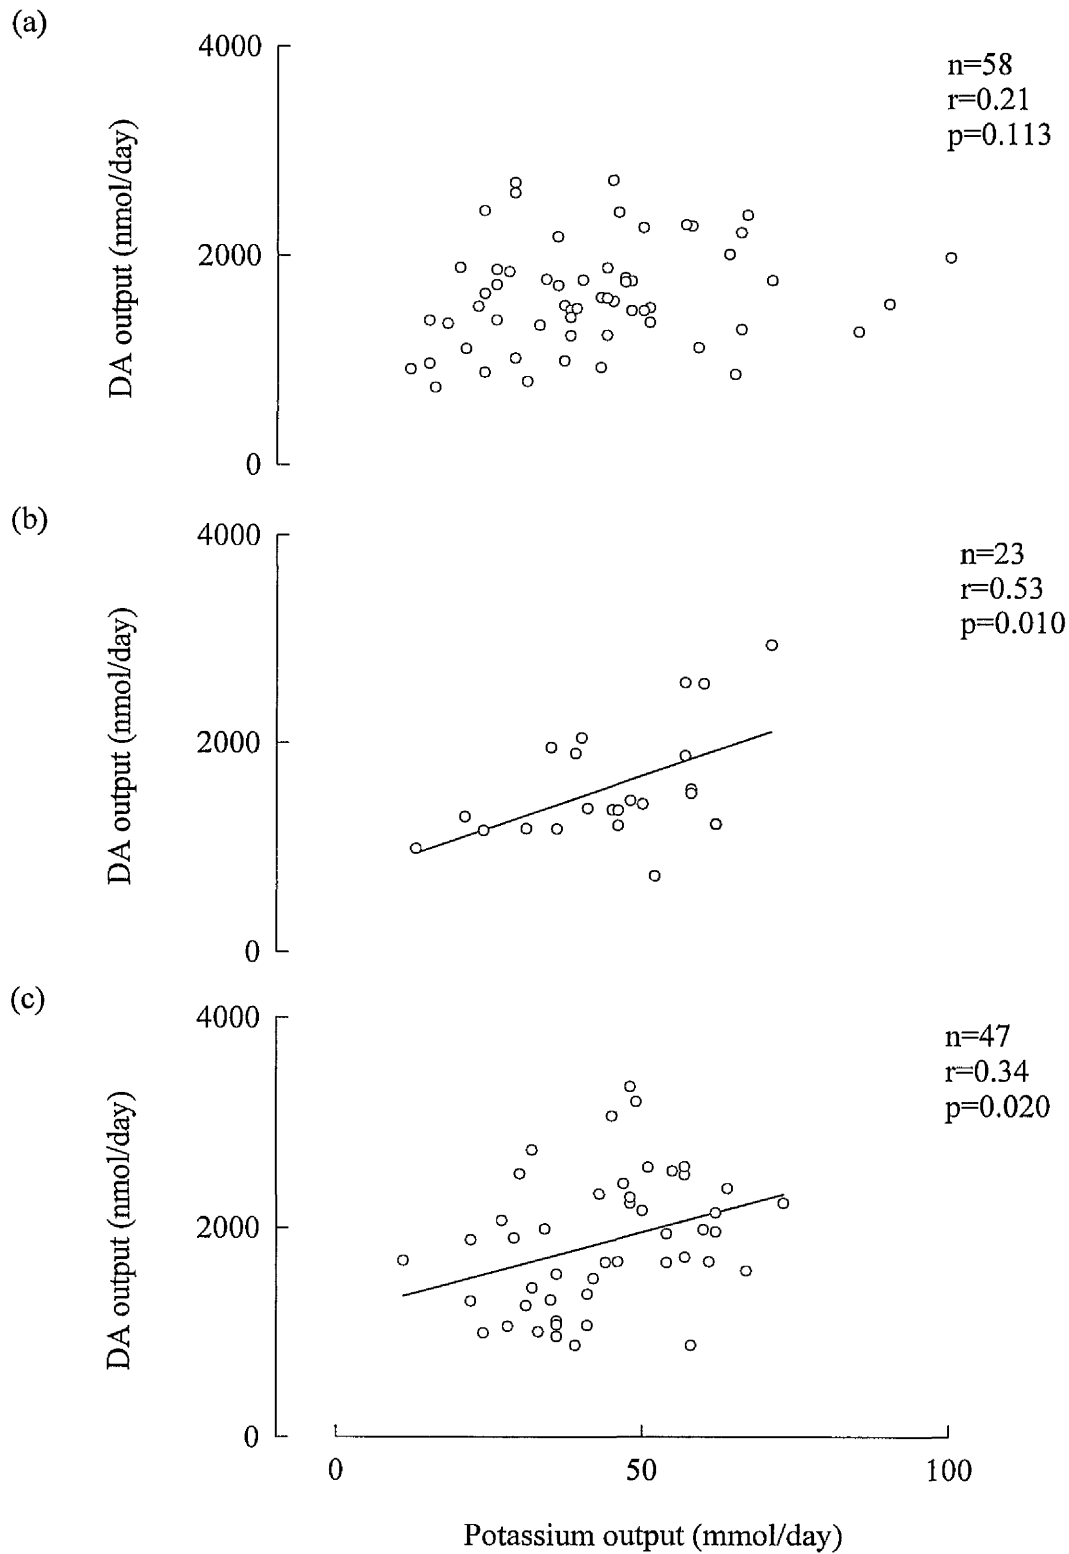 (a)
4000
2000
0
DA output (nmol/day)
n=58
r=0.21
p=0.113
(b)
4000
2000
0
DA output (nmol/day)
n=23
r=0.53
p=0.010
(c)
4000
2000
0
DA output (nmol/day)
n=47
r=0.34
p=0.020
0
50
100
Potassium output (mmol/day)